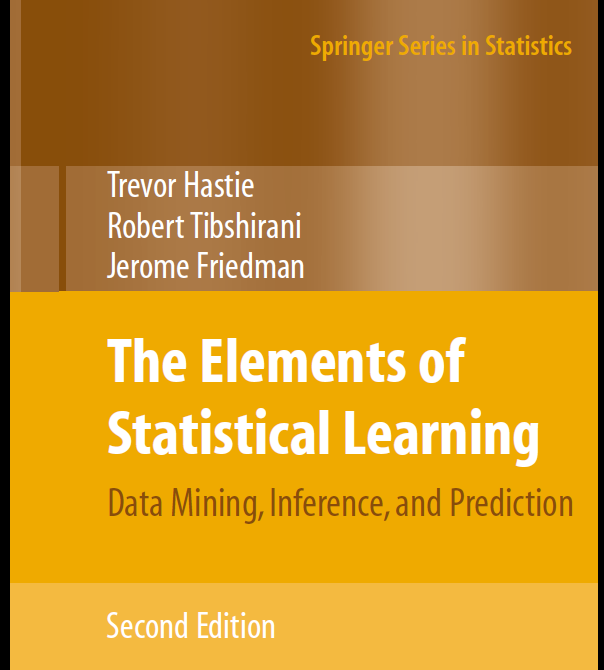 Springer Series in Statistics
Trevor Hastie
Robert Tibshirani
Jerome Friedman
The Elements of
Statistical Learning
Data Mining, Inference, and Prediction
Second Edition